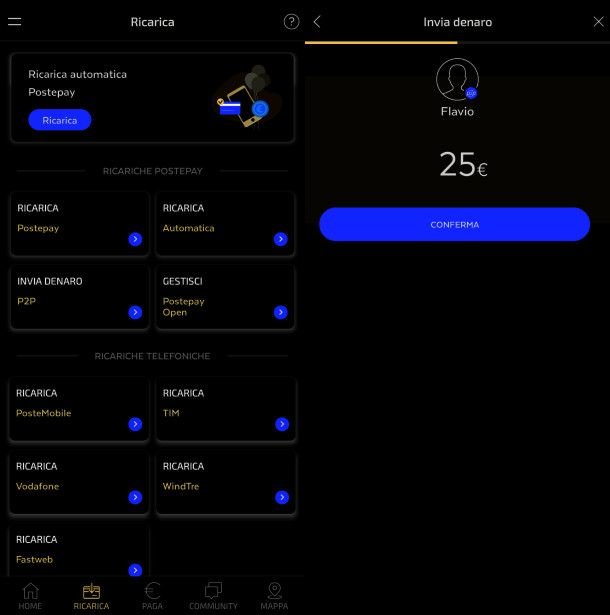 Ricarica
?
Ricarica automatica
Postepay
Ricarica
RICARICHE POSTEPAY
RICARICA
Postepay
RICARICA
Automatica
INVIA DENARO
P2P
GESTISCI
Postepay
Open
RICARICHE TELEFONICHE
RICARICA
PosteMobile
RICARICA
TIM
RICARICA
Vodafone
RICARICA
WindTre
RICARICA
Fastweb
HOME
RICARICA
PAGA
COMMUNITY
MAPPA
Invia denaro
p2p
Flavio
25€
CONFERMA